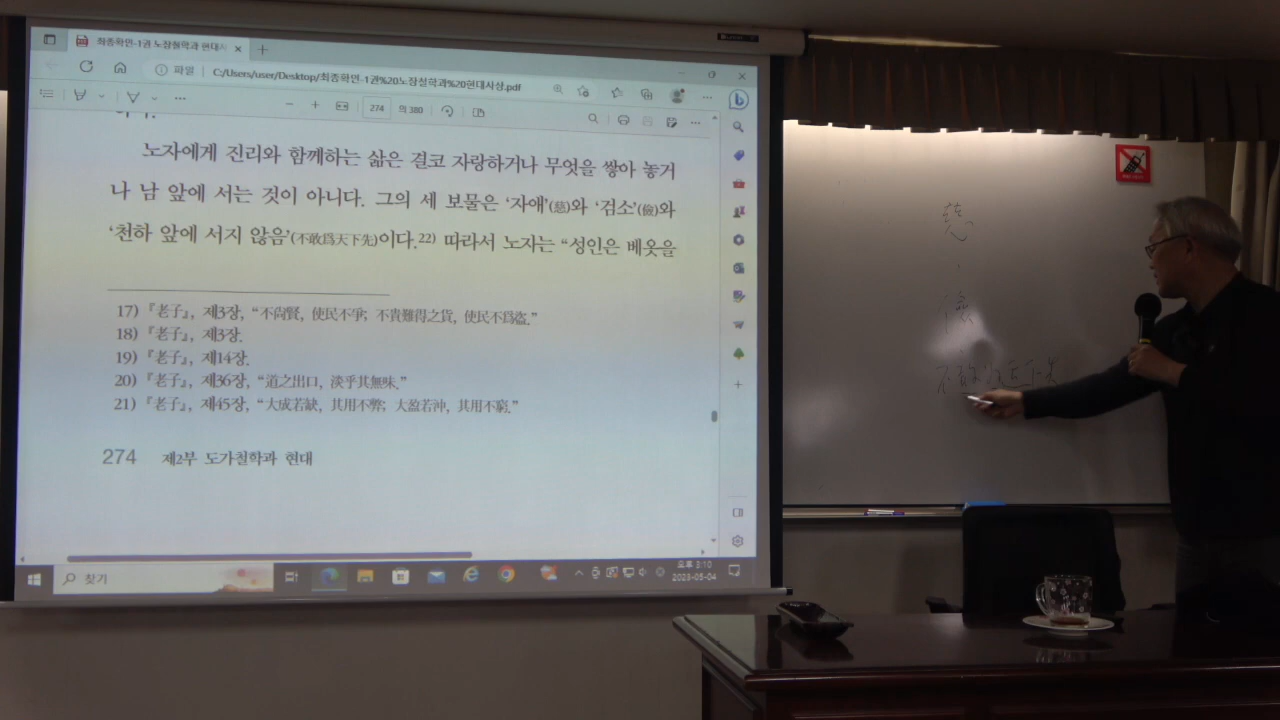 최종확인-1권 노장철학과 현대사
파일
C:/Users/user/Desktop/최종확인-1권%20노장철학과%20현대사상.pdf
274 의 380
노자에게 진리와 함께하는 삶은 결코 자랑하거나 무엇을 쌓아 놓거
나 남 앞에 서는 것이 아니다. 그의 세 보물은 ‘자애’(慈)와 ‘검소’(儉)와
‘천하 앞에 서지 않음’(不敢爲天下先)이다.22) 따라서 노자는 “성인은 베옷을
17) 『老子』, 제3장, “不尙賢, 使民不爭; 不貴難得之貨, 使民不爲盜.”
18) 『老子』, 제3장.
19) 『老子』, 제14장.
20) 『老子』, 제36장, “道之出口, 淡乎其無味.”
21) 『老子』, 제45장, “大成若缺, 其用不弊; 大盈若沖, 其用不窮.”
274 제2부 도가철학과 현대
찾기
오후 3:10
2023-05-04
慈
儉